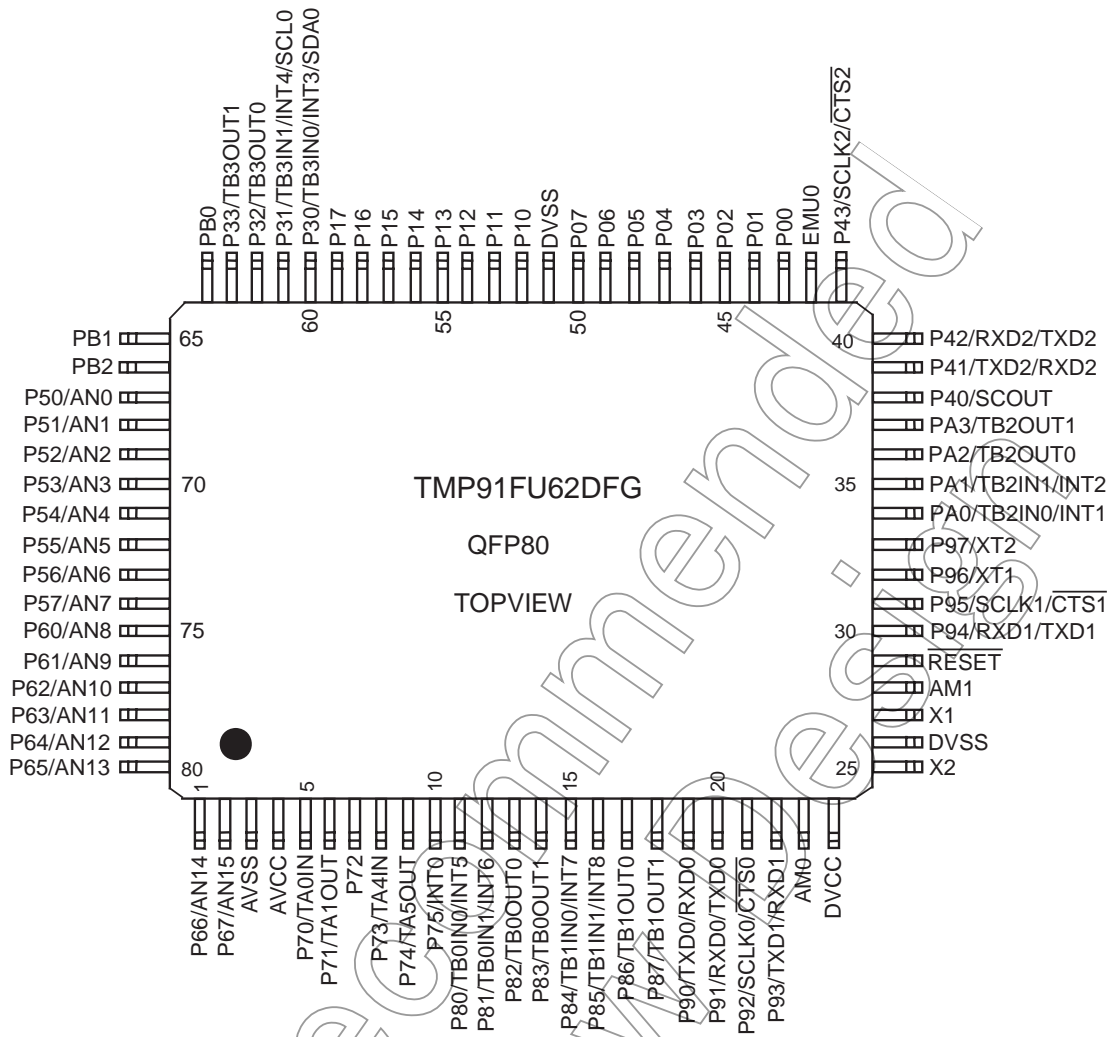 PB0
P33/TB3OUT1
P32/TB3OUT0
P31/TB3IN1/INT4/SCL0
P30/TB3IN0/INT3/SDA0
P17
P16
P15
P14
P13
P12
P11
P10
DVSS
P07
P06
P05
P04
P03
P02
P01
P00
EMU0
P43/SCLK2/CTS2
60
55
50
45
PB1
PB2
P50/AN0
P51/AN1
P52/AN2
P53/AN3
P54/AN4
P55/AN5
P56/AN6
P57/AN7
P60/AN8
P61/AN9
P62/AN10
P63/AN11
P64/AN12
P65/AN13
65
70
75
80
TMP91FU62DFG
QFP80
TOPVIEW
40
35
30
25
P42/RXD2/TXD2
P41/TXD2/RXD2
P40/SCOUT
PA3/TB2OUT1
PA2/TB2OUT0
PA1/TB2IN1/INT2
PA0/TB2IN0/INT1
P97/XT2
P96/XT1
P95/SCLK1/CTS1
P94/RXD1/TXD1
RESET
AM1
X1
DVSS
X2
1
5
10
15
20
P66/AN14
P67/AN15
AVSS
AVCC
P70/TA0IN
P71/TA1OUT
P72
P73/TA4IN
P74/TA5OUT
P75/INT0
P80/TB0IN0/INT5
P81/TB0IN1/INT6
P82/TB0OUT0
P83/TB0OUT1
P84/TB1IN0/INT7
P85/TB1IN1/INT8
P86/TB1OUT0
P87/TB1OUT1
P90/TXD0/RXD0
P91/RXD0/TXD0
P92/SCLK0/CTS0
P93/TXD1/RXD1
AM0
DVCC
ecommended
w Design